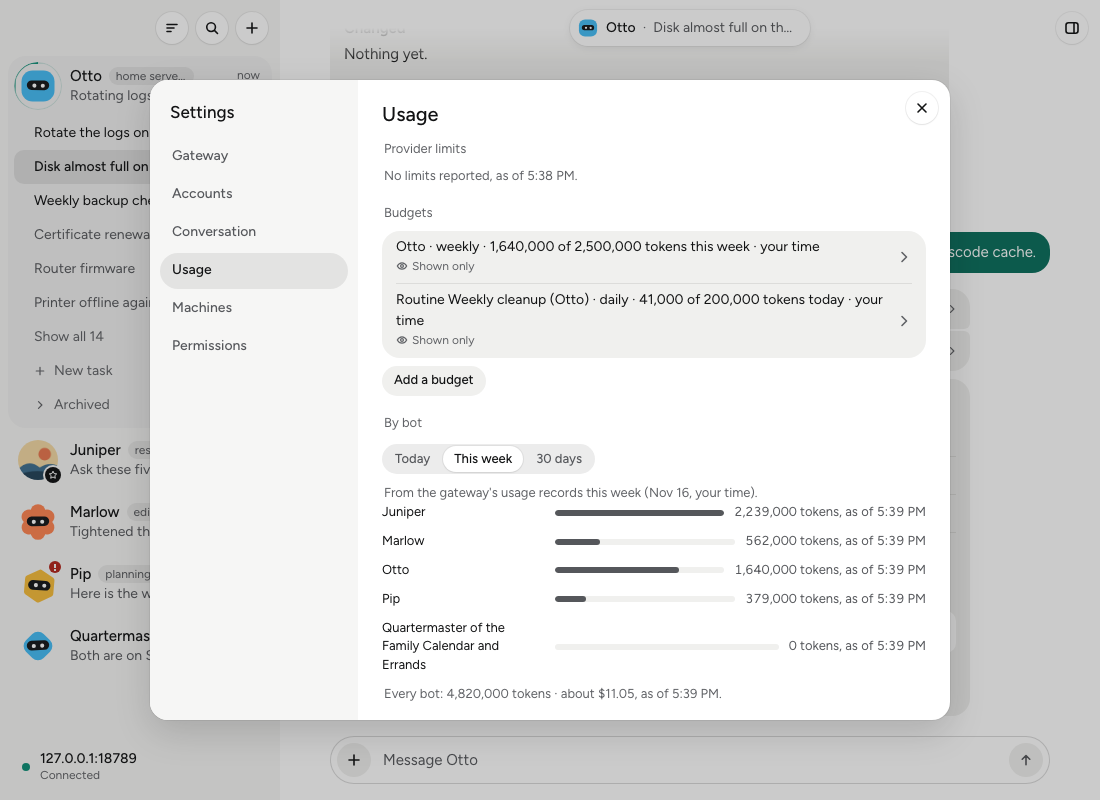 Changed
Otto · Disk almost full on th...
Nothing yet.
Otto home serve... now
Rotating logs
Rotate the logs on
Disk almost full on
Weekly backup che
Certificate renewa
Router firmware
Printer offline again
Show all 14
New task
Archived
Juniper res
Ask these fiv
Marlow edi
Tightened th
Pip planning
Here is the w
Quartermas
Both are on S
127.0.0.1:18789
Connected
scode cache.
Message Otto
Settings
Gateway
Accounts
Conversation
Usage
Machines
Permissions
Usage
Provider limits
No limits reported, as of 5:38 PM.
Budgets
Otto · weekly · 1,640,000 of 2,500,000 tokens this week · your time
Shown only
Routine Weekly cleanup (Otto) · daily · 41,000 of 200,000 tokens today · your
time
Shown only
Add a budget
By bot
Today This week 30 days
From the gateway's usage records this week (Nov 16, your time).
Juniper 2,239,000 tokens, as of 5:39 PM
Marlow 562,000 tokens, as of 5:39 PM
Otto 1,640,000 tokens, as of 5:39 PM
Pip 379,000 tokens, as of 5:39 PM
Quartermaster of the
Family Calendar and
Errands
0 tokens, as of 5:39 PM
Every bot: 4,820,000 tokens · about $11.05, as of 5:39 PM.